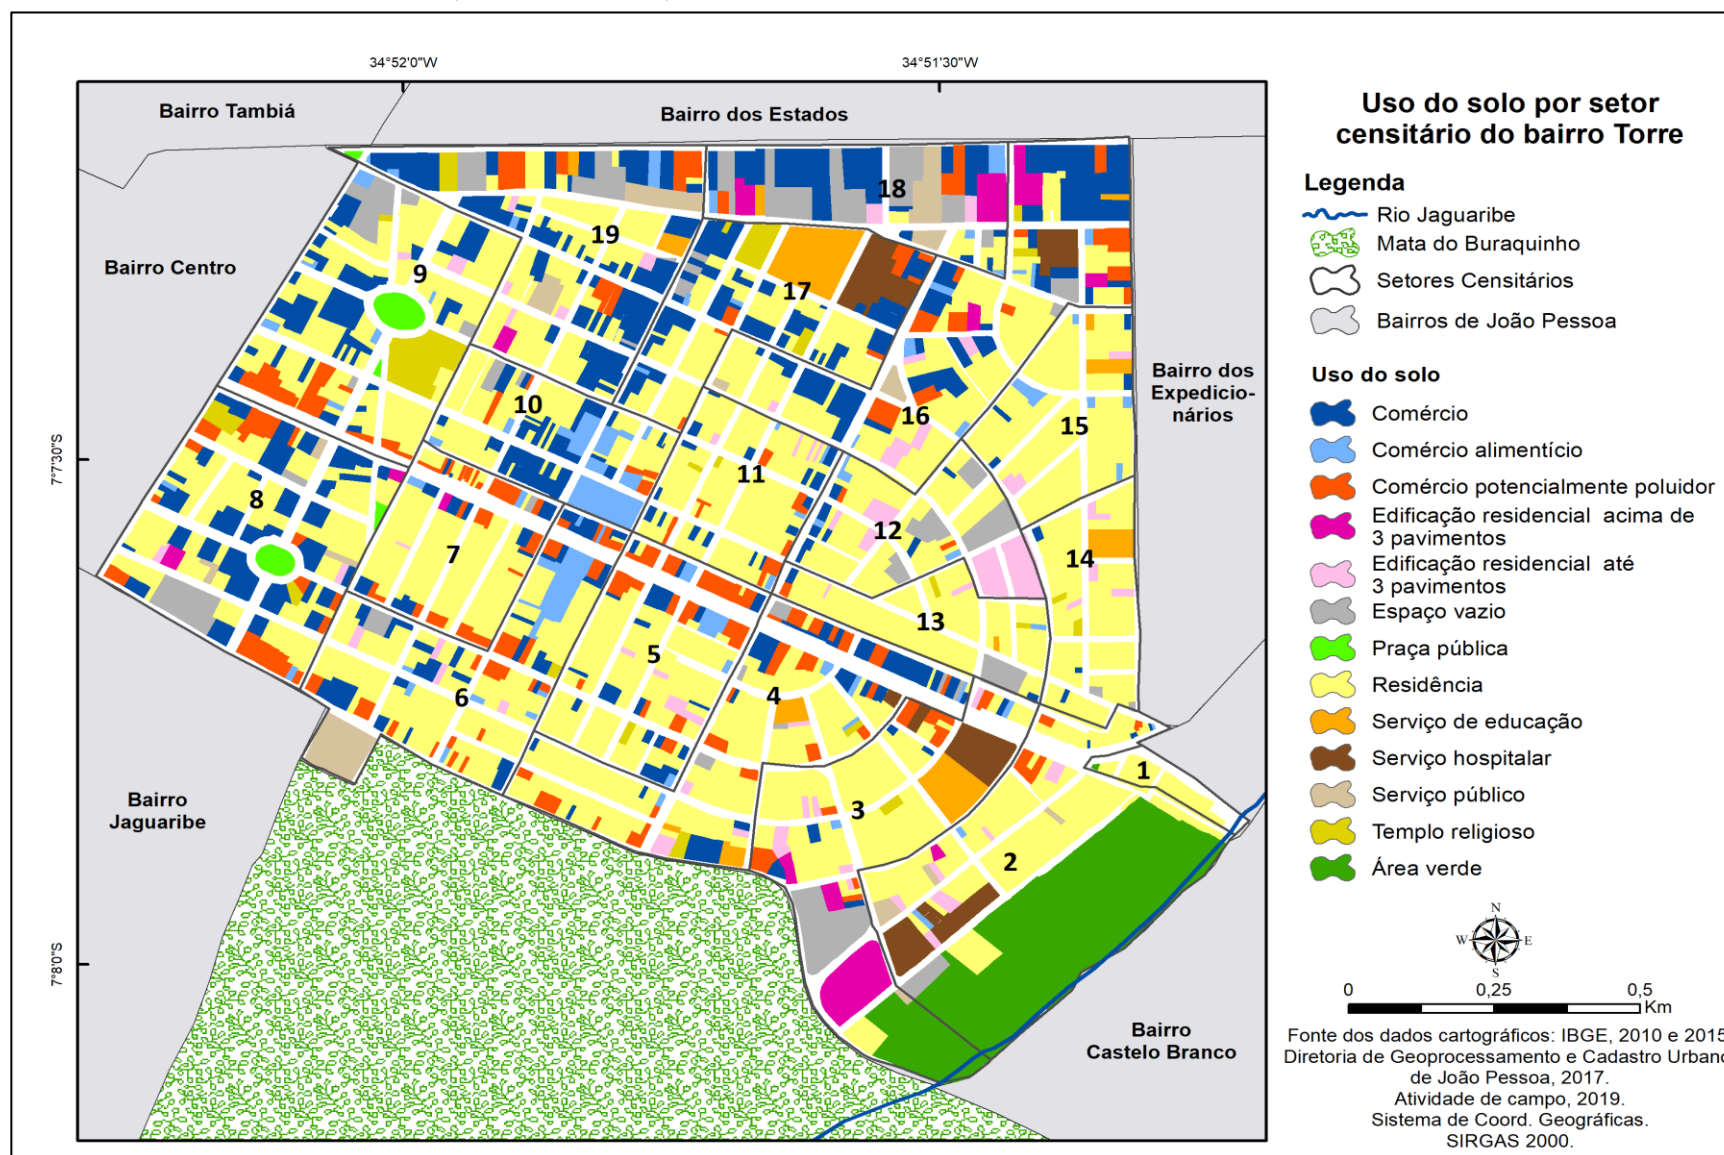 34°52'0"W
34°51'30"W
Bairro Tambiá
Bairro dos Estados
Uso do solo por setor
censitário do bairro Torre
Legenda
Rio Jaguaribe
Mata do Buraquinho
Setores Censitários
Bairros de João Pessoa
Uso do solo
Comércio
Comércio alimentício
Comércio potencialmente poluidor
Edificação residencial acima de
3 pavimentos
Edificação residencial até
3 pavimentos
Espaço vazio
Praça pública
Residência
Serviço de educação
Serviço hospitalar
Serviço público
Templo religioso
Área verde
18
19
Bairro Centro
9
17
Bairro dos
Expedicio-
nários
10
16
15
7°7'30"S
11
8
12
7
14
13
5
4
6
1
Bairro
Jaguaribe
3
2
7°8'0"S
Bairro
Castelo Branco
N
W
E
S
0
0,25
0,5
Km
Fonte dos dados cartográficos: IBGE, 2010 e 2015
Diretoria de Geoprocessamento e Cadastro Urbano
de João Pessoa, 2017.
Atividade de campo, 2019.
Sistema de Coord. Geográficas.
SIRGAS 2000.